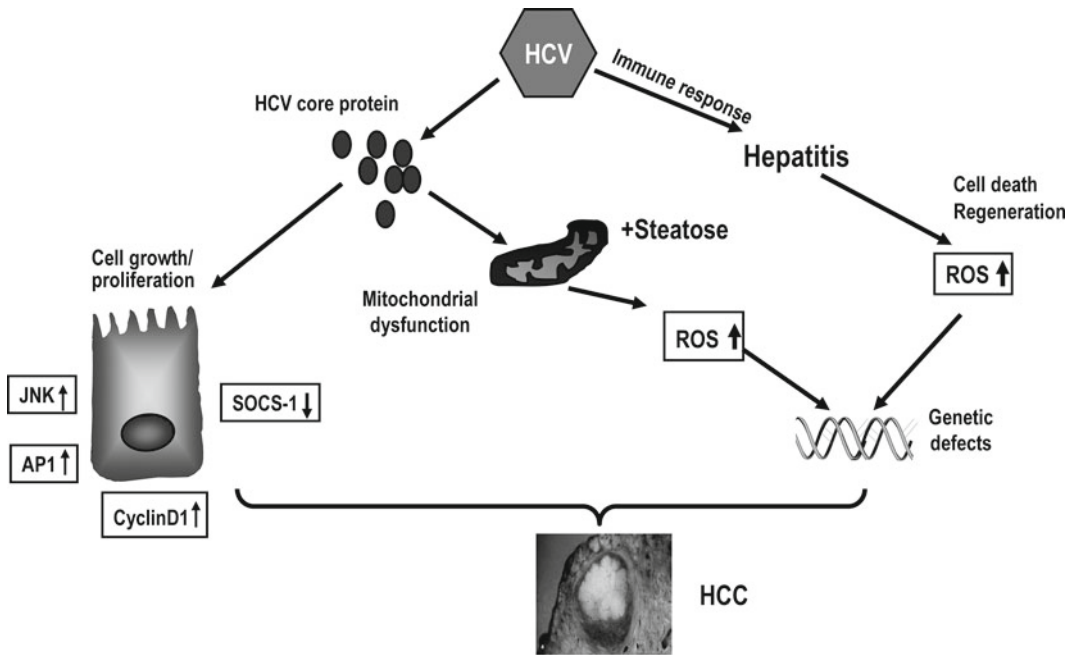 HCV
Immune response
HCV core protein
Hepatitis
Cell death
Regeneration
+Steatose
Cell growth/
proliferation
ROS ↑
Mitochondrial
dysfunction
ROS ↑
JNK ↑
SOCS-1 ↓
Genetic
defects
AP1 ↑
CyclinD1 ↑
HCC